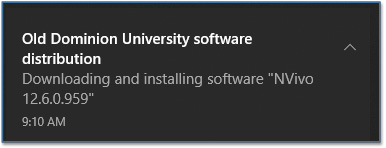 Old Dominion University software
distribution
Downloading and installing software "NVivo
12.6.0.959"
9:10 AM